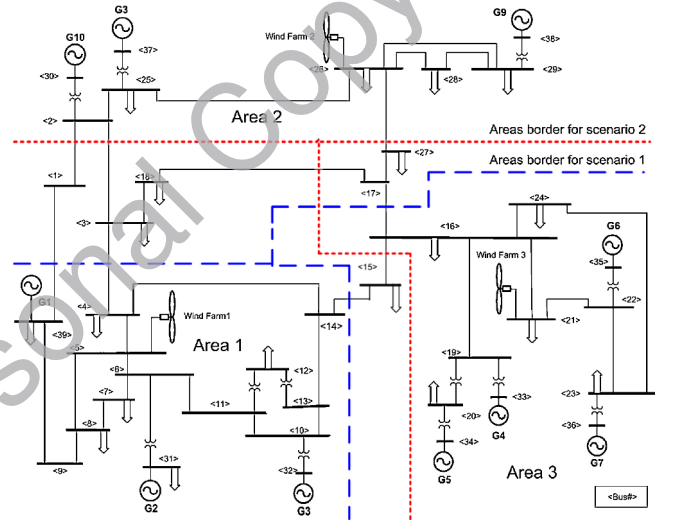 G3
G10
<37>
<30>
<25>
<2>
Wind Farm 2
<26>
G9
<38>
<28>
<29>
Area 2
Areas border for scenario 2
<27>
Areas border for scenario 1
<1>
<18>
<17>
<3>
<24>
<16>
G6
Wind Farm 3
<35>
<15>
G1
<39>
<4>
Wind Farm1
<14>
<22>
<21>
Area 1
<5>
<6>
<12>
<19>
<7>
<11>
<13>
<33>
<23>
<8>
<10>
<20>
G4
<36>
<9>
<31>
<32>
<34>
G5
G7
G2
G3
Area 3
<Bus#>
sonal Copy